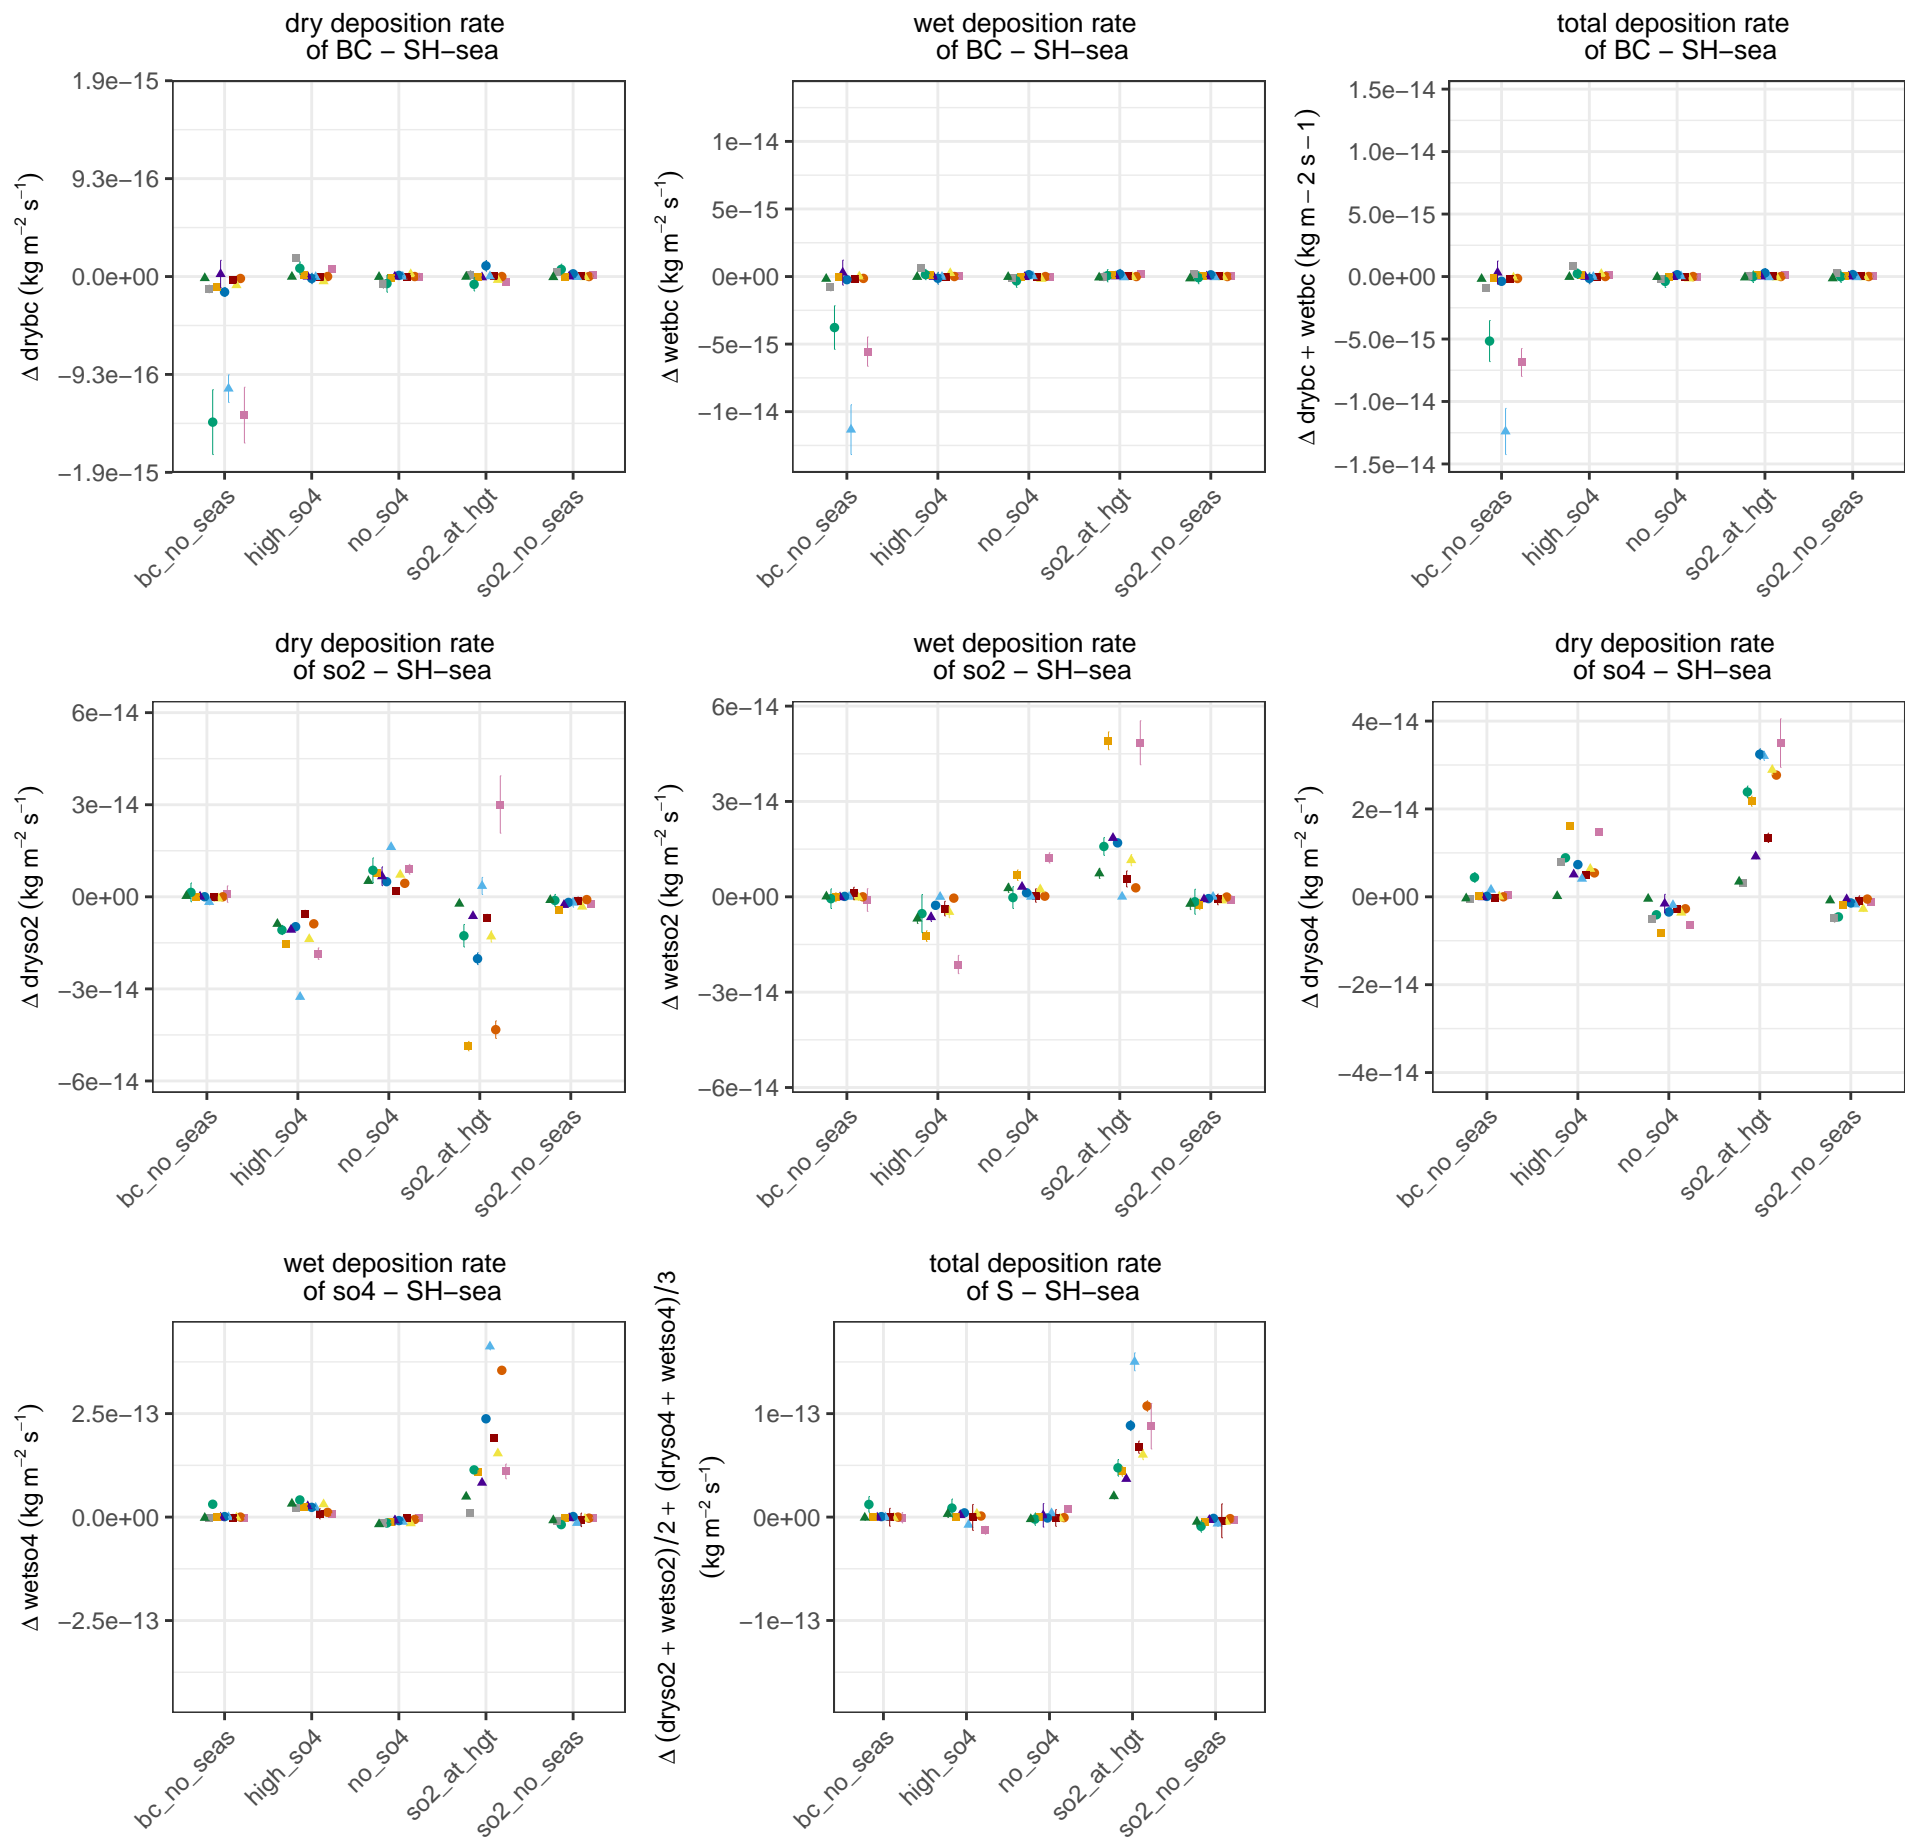 dry deposition rate
of BC − SH−sea
Δ drybc (kg m−2 s−1)
1.9e−15
9.3e−16
0.0e+00
−9.3e−16
−1.9e−15
bc_no_seas
high_so4
no_so4
so2_at_hgt
so2_no_seas
wet deposition rate
of BC − SH−sea
Δ wetbc (kg m−2 s−1)
1e−14
5e−15
0e+00
−5e−15
−1e−14
bc_no_seas
high_so4
no_so4
so2_at_hgt
so2_no_seas
total deposition rate
of BC − SH−sea
Δ drybc + wetbc (kg m − 2 s − 1)
1.5e−14
1.0e−14
5.0e−15
0.0e+00
−5.0e−15
−1.0e−14
−1.5e−14
bc_no_seas
high_so4
no_so4
so2_at_hgt
so2_no_seas
dry deposition rate
of so2 − SH−sea
Δ dryso2 (kg m−2 s−1)
6e−14
3e−14
0e+00
−3e−14
−6e−14
bc_no_seas
high_so4
no_so4
so2_at_hgt
so2_no_seas
wet deposition rate
of so2 − SH−sea
Δ wetso2 (kg m−2 s−1)
6e−14
3e−14
0e+00
−3e−14
−6e−14
bc_no_seas
high_so4
no_so4
so2_at_hgt
so2_no_seas
dry deposition rate
of so4 − SH−sea
Δ dryso4 (kg m−2 s−1)
4e−14
2e−14
0e+00
−2e−14
−4e−14
bc_no_seas
high_so4
no_so4
so2_at_hgt
so2_no_seas
wet deposition rate
of so4 − SH−sea
Δ wetso4 (kg m−2 s−1)
2.5e−13
0.0e+00
−2.5e−13
bc_no_seas
high_so4
no_so4
so2_at_hgt
so2_no_seas
total deposition rate
of S − SH−sea
Δ (dryso2 + wetso2)/2 + (dryso4 + wetso4)/3
(kg m−2 s−1)
1e−13
0e+00
−1e−13
bc_no_seas
high_so4
no_so4
so2_at_hgt
so2_no_seas